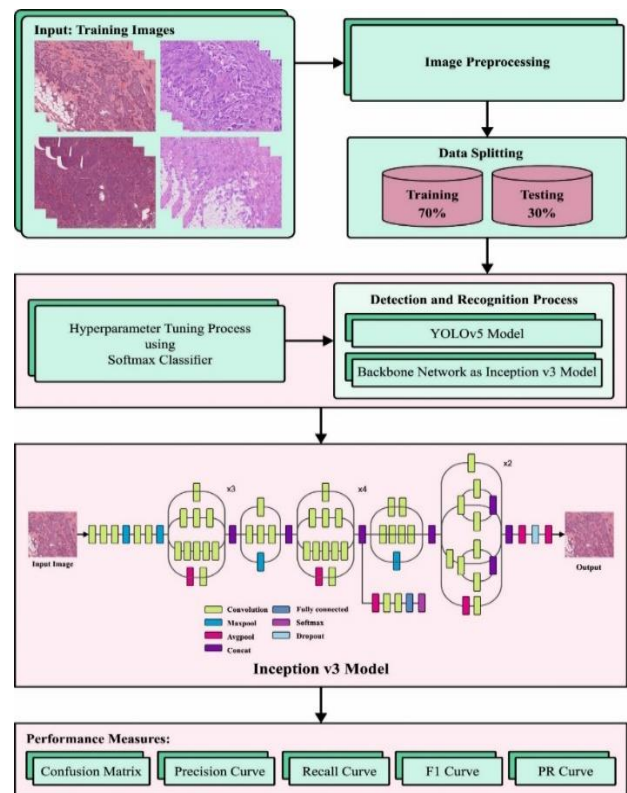 Input: Training Images
Image Preprocessing
Data Splitting
Training
70%
Testing
30%
Hyperparameter Tuning Process
using
Softmax Classifier
Detection and Recognition Process
YOLOv5 Model
Backbone Network as Inception v3 Model
x3
x4
x2
Input Image
Output
Convolution
Maxpool
Avgpool
Concat
Fully connected
Softmax
Dropout
Inception v3 Model
Performance Measures:
Confusion Matrix
Precision Curve
Recall Curve
F1 Curve
PR Curve